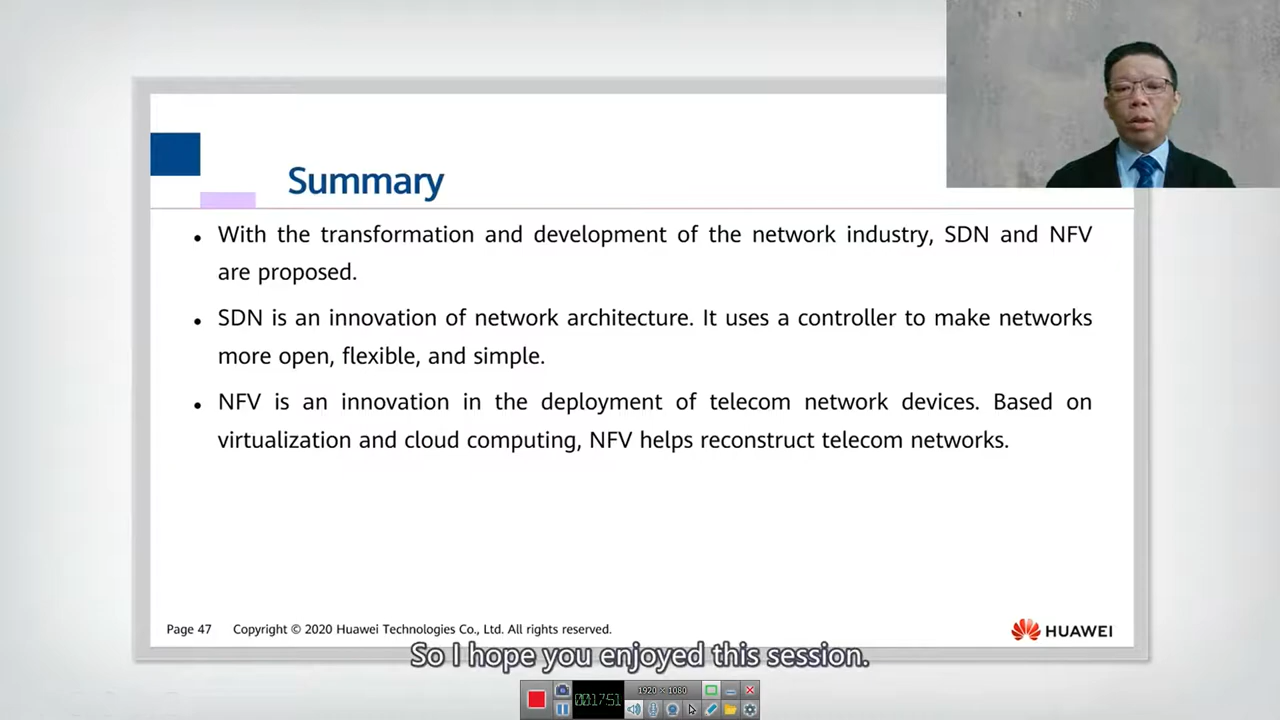 Summary
• With the transformation and development of the network industry, SDN and NFV
are proposed.
• SDN is an innovation of network architecture. It uses a controller to make networks
more open, flexible, and simple.
• NFV is an innovation in the deployment of telecom network devices. Based on
virtualization and cloud computing, NFV helps reconstruct telecom networks.
Page 47 Copyright © 2020 Huawei Technologies Co., Ltd. All rights reserved.
HUAWEI
So I hope you enjoyed this session.
1920 × 1080